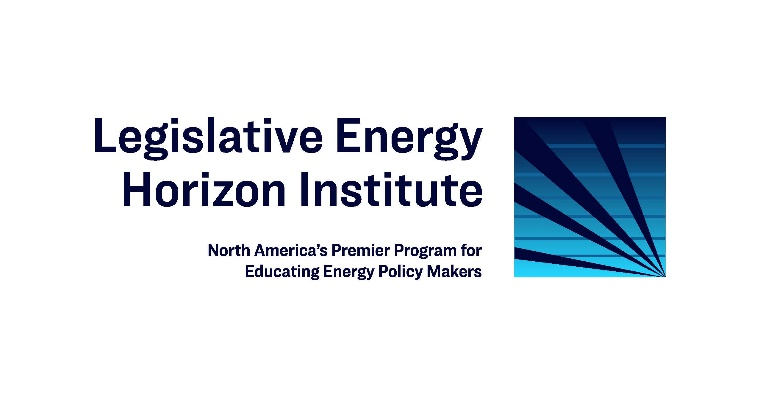 Legislative Energy
Horizon Institute
North America's Premier Program for
Educating Energy Policy Makers